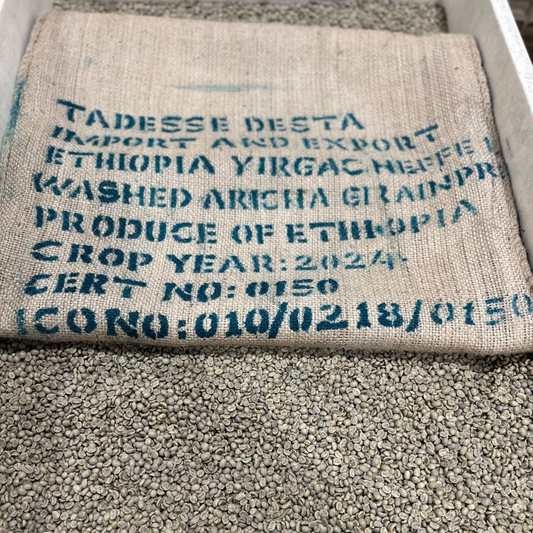 TADESSE DESTA
IMPORT AND EXPORT
ETHIOPIA YIRGACHEFFE
WASHED ARICHA GRAINPR
PRODUCE OF ETHIOPIA
CROP YEAR: 2024
CERT NO: 0150
ICO NO: 010/0218/0150